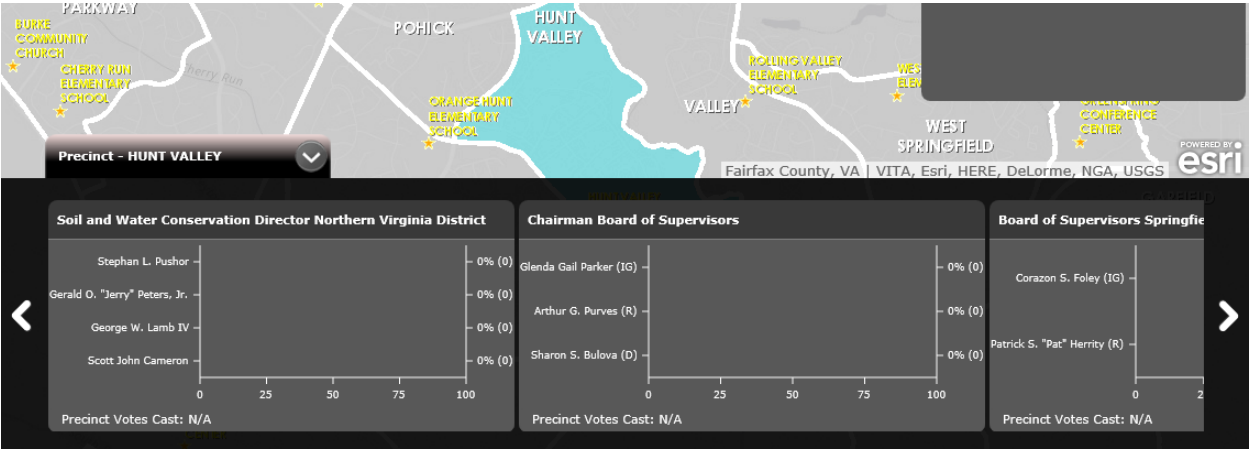 PARKWAY
BURKE
COMMUNITY
CHURCH
CHERRY RUN
ELEMENTARY
SCHOOL
Cherry Run
POHICK
HUNT
VALLEY
ORANGE HUNT
ELEMENTARY
SCHOOL
ROLLING VALLEY
ELEMENTARY
SCHOOL
VALLEY
WEST
SPRINGFIELD
CONFERENCE
CENTER
POWERED BY
esri
Fairfax County, VA | VITA, Esri, HERE, DeLorme, NGA, USGS
Precinct - HUNT VALLEY
Soil and Water Conservation Director Northern Virginia District
Stephan L. Pushor
0% (0)
Gerald O. "Jerry" Peters, Jr.
0% (0)
George W. Lamb IV
0% (0)
Scott John Cameron
0% (0)
0 25 50 75 100
Precinct Votes Cast: N/A
Chairman Board of Supervisors
Glenda Gail Parker (IG)
0% (0)
Arthur G. Purves (R)
0% (0)
Sharon S. Bulova (D)
0% (0)
0 25 50 75 100
Precinct Votes Cast: N/A
Board of Supervisors Springfie
Corazon S. Foley (IG)
Patrick S. "Pat" Herrity (R)
0 2
Precinct Votes Cast: N/A